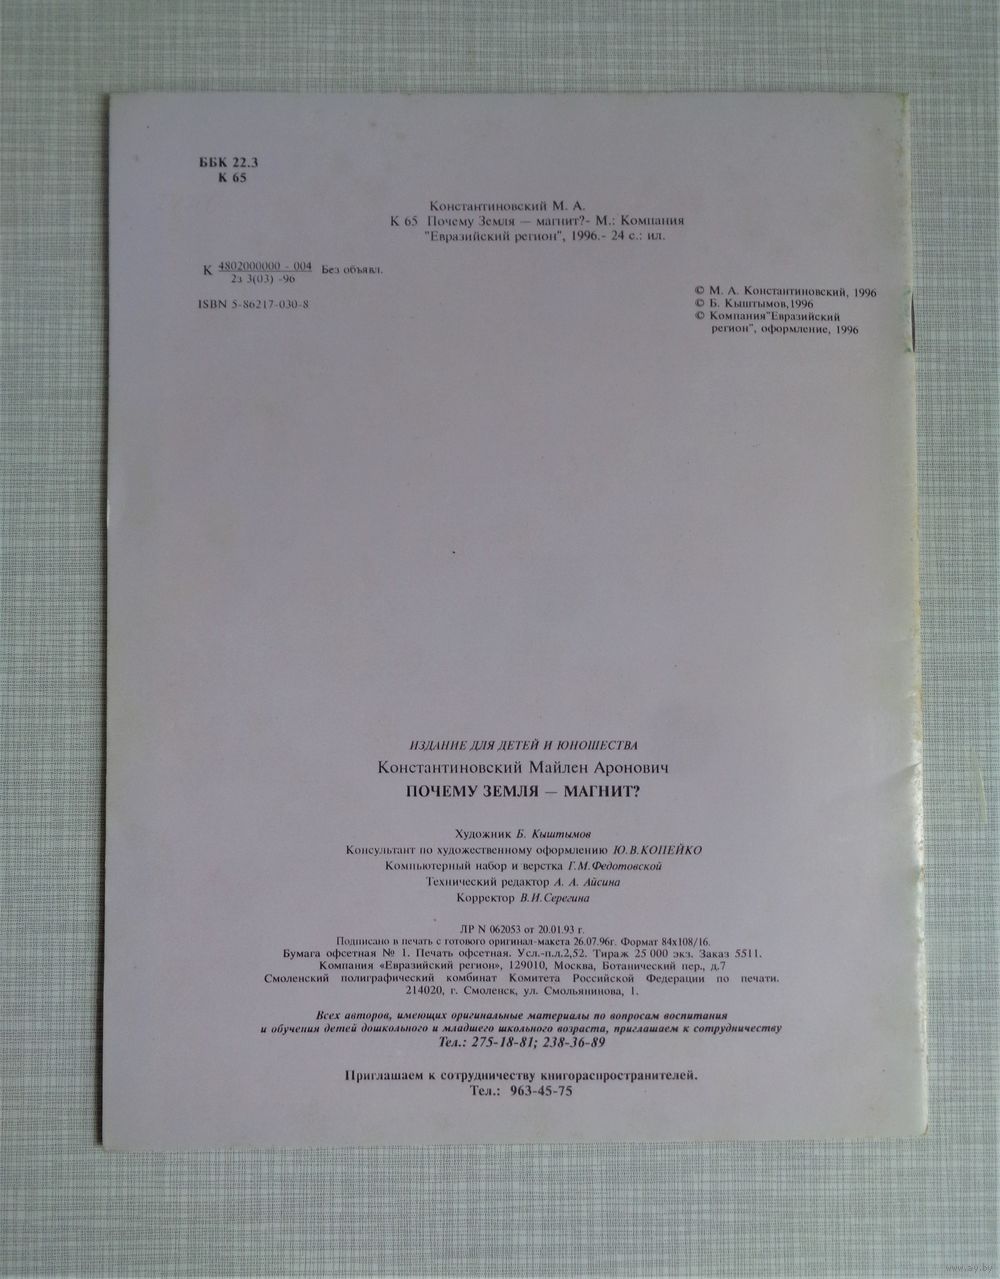 ББК 22.3
К 65
Константиновский М. А.
К 65 Почему Земля — магнит?- М.: Компания
"Евразийский регион", 1996.- 24 с.: ил.
К 4802000000 - 004 Без объявл.
2з 3(03) -96
ISBN 5-86217-030-8
© М. А. Константиновский, 1996
© Б. Кыштымов,1996
© Компания"Евразийский
регион", оформление, 1996
ИЗДАНИЕ ДЛЯ ДЕТЕЙ И ЮНОШЕСТВА
Константиновский Майлен Аронович
ПОЧЕМУ ЗЕМЛЯ — МАГНИТ?
Художник Б. Кыштымов
Консультант по художественному оформлению Ю.В.КОПЕЙКО
Компьютерный набор и верстка Г.М.Федотовской
Технический редактор А. А. Айсина
Корректор В.И.Серегина
ЛР N 062053 от 20.01.93 г.
Подписано в печать с готового оригинал-макета 26.07.96г. Формат 84х108/16.
Бумага офсетная № 1. Печать офсетная. Усл.-п.л.2,52. Тираж 25 000 экз. Заказ 5511.
Компания «Евразийский регион», 129010, Москва, Ботанический пер., д.7
Смоленский полиграфический комбинат Комитета Российской Федерации по печати.
214020, г. Смоленск, ул. Смольянинова, 1.
Всех авторов, имеющих оригинальные материалы по вопросам воспитания
и обучения детей дошкольного и младшего школьного возраста, приглашаем к сотрудничеству
Тел.: 275-18-81; 238-36-89
Приглашаем к сотрудничеству книгораспространителей.
Тел.: 963-45-75
www.ay.by